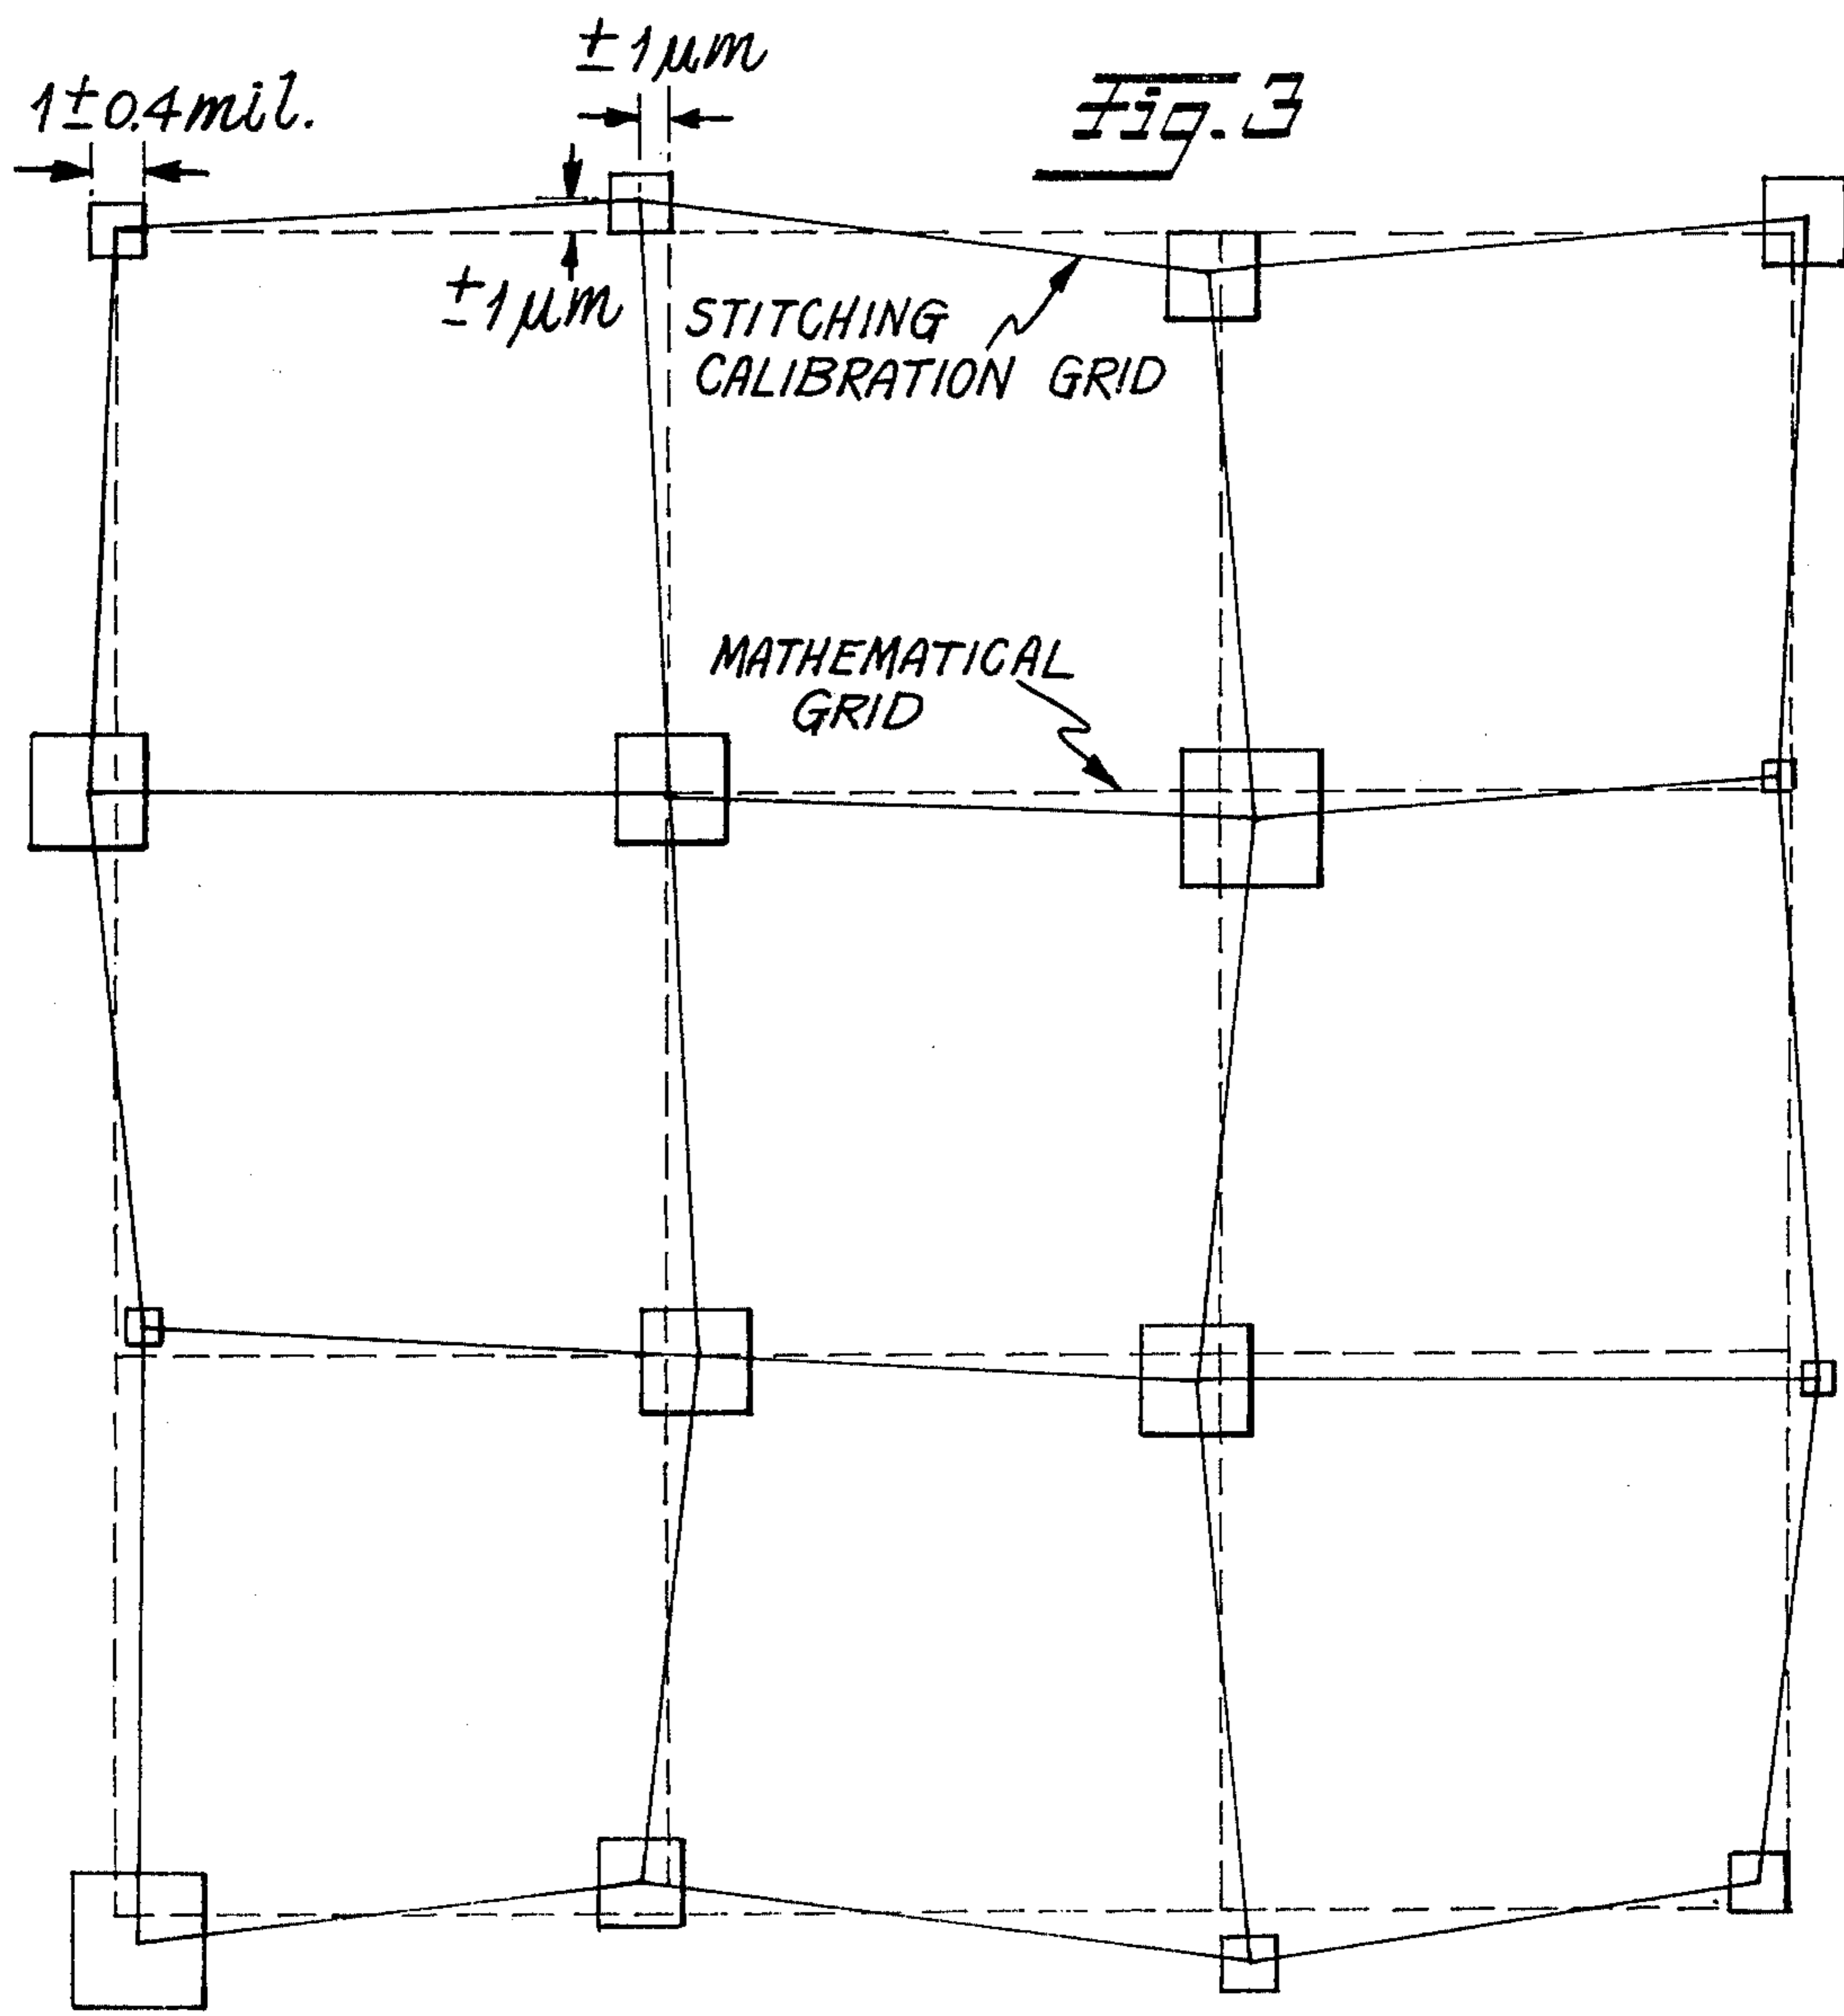 ±1μm
1±0.4mil.
Fig. 3
±1μm
STITCHING
CALIBRATION GRID
MATHEMATICAL
GRID